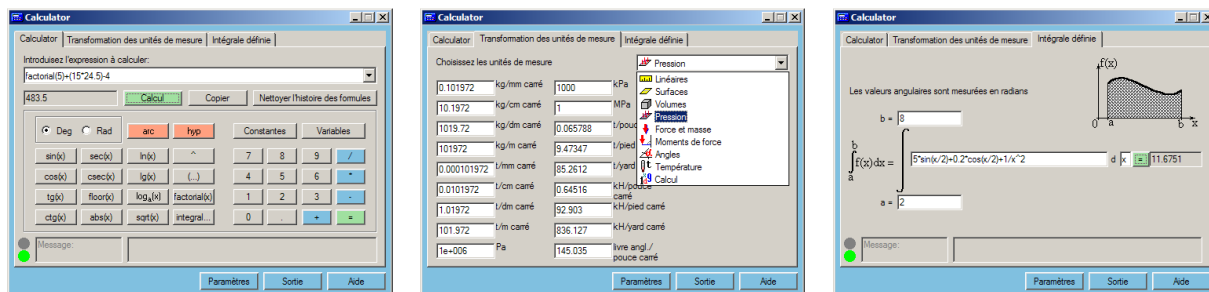 Calculator
Calculator Transformation des unités de mesure Intégrale définie
Introduisez l'expression à calculer:
factorial(5)+(15*24.5)-4
483.5 Calcul Copier Nettoyer l'histoire des formules
Deg Rad arc hyp Constantes Variables
sin(x) sec(x) ln(x) ^ 7 8 9 /
cos(x) csec(x) lg(x) (...) 4 5 6 *
tg(x) floor(x) loga(x) factorial(x) 1 2 3 -
ctg(x) abs(x) sqrt(x) integral... 0 . + =
Message:
Paramètres Sortie Aide
Calculator
Calculator Transformation des unités de mesure Intégrale définie
Choisissez les unités de mesure Pression
Linéaires
Surfaces
Volumes
Pression
Force et masse
Moments de force
Angles
Température
Calcul
0.101972 kg/mm carré 1000 kPa
10.1972 kg/cm carré 1 MPa
1019.72 kg/dm carré 0.065788 t/pouc
101972 kg/m carré 9.47347 t/pied
0.000101972 t/mm carré 85.2612 t/yard
0.0101972 t/cm carré 0.64516 kH/pouce carré
1.01972 t/dm carré 92.903 kH/pied carré
101.972 t/m carré 836.127 kH/yard carré
1e+006 Pa 145.035 livre angl./
pouce carré
Paramètres Sortie Aide
Calculator
Calculator Transformation des unités de mesure Intégrale définie
f(x)
0 a b x
Les valeurs angulaires sont mesurées en radians
b = 8
b
∫f(x)dx = ∫ 5*sin(x/2)+0.2*cos(x/2)+1/x^2 d x = 11.6751
a
a = 2
Message:
Paramètres Sortie Aide